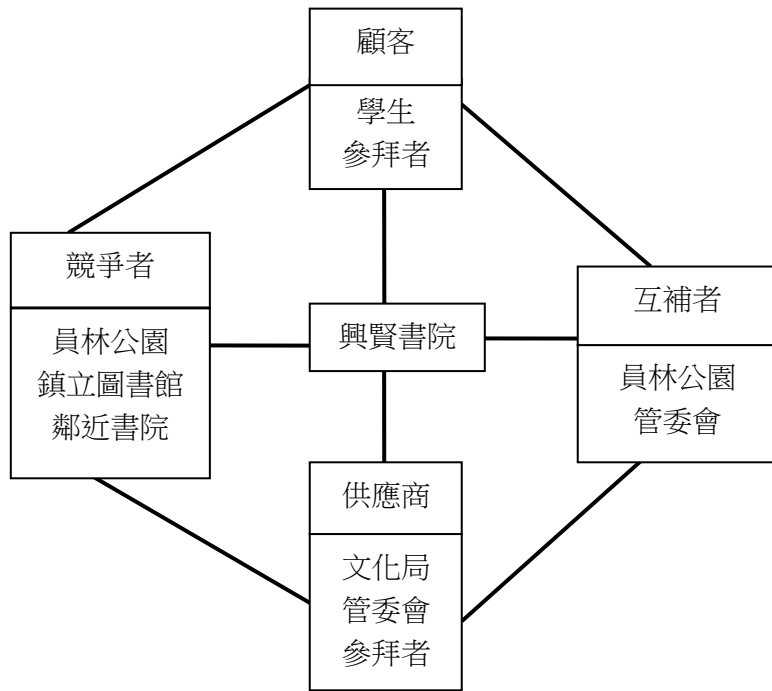 顧客
學生
參拜者
競爭者
員林公園
鎮立圖書館
鄰近書院
興賢書院
互補者
員林公園
管委會
供應商
文化局
管委會
參拜者